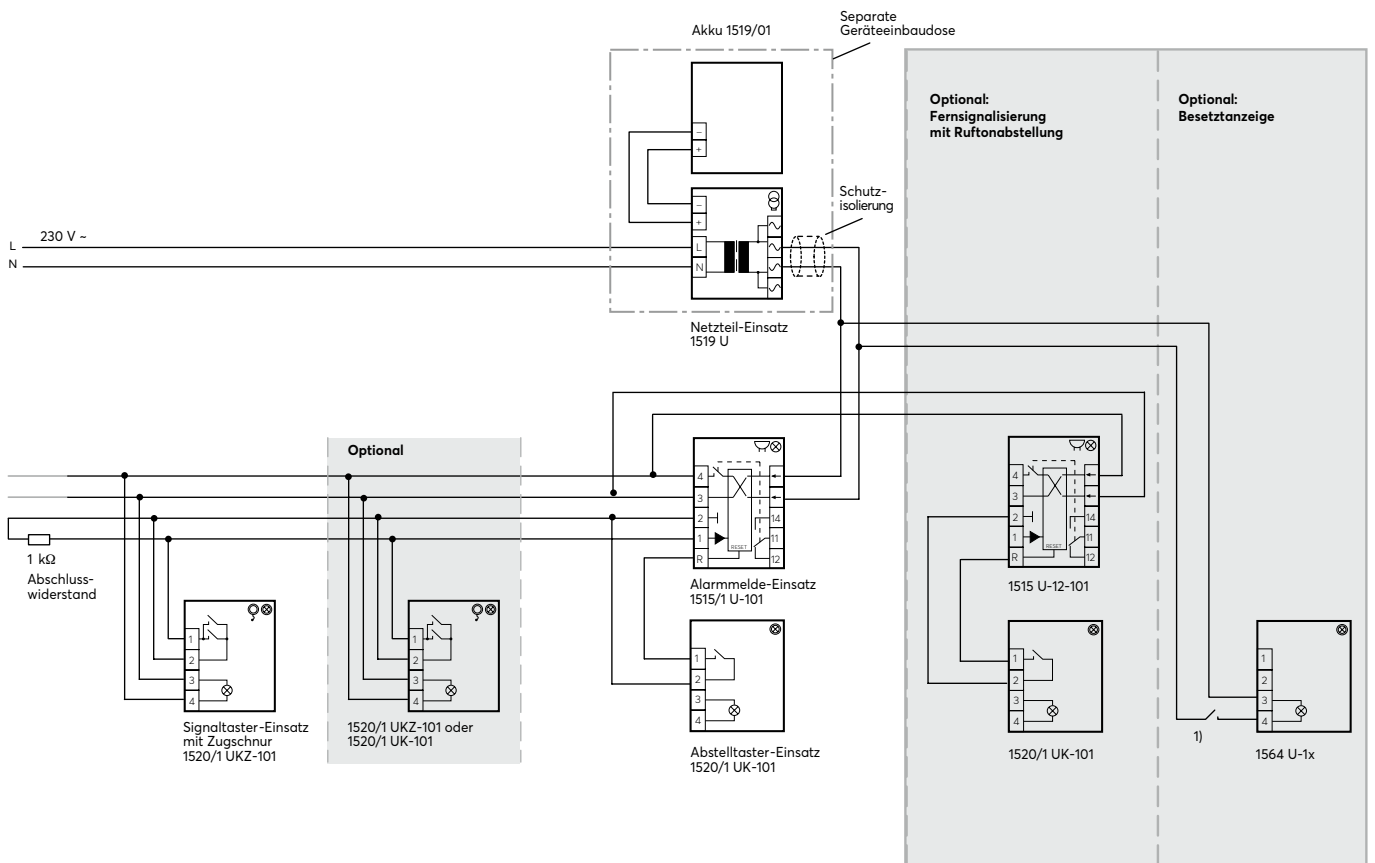 Separate
Geräteeinbaudose
Akku 1519/01
Optional:
Fernsignalisierung
mit Ruftonabstellung
Optional:
Besetztanzeige
–
+
Schutz-
isolierung
–
+
L
N
230 V ~
L
N
Netzteil-Einsatz
1519 U
Optional
4
3
2
1
R
14
11
12
RESET
4
3
2
1
R
14
11
12
RESET
1 kΩ
Abschluss-
widerstand
Alarmmelde-Einsatz
1515/1 U-101
1515 U-12-101
1
2
3
4
1
2
3
4
1
2
3
4
1
2
3
4
1
2
3
4
Signaltaster-Einsatz
mit Zugschnur
1520/1 UKZ-101
1520/1 UKZ-101 oder
1520/1 UK-101
Abstelltaster-Einsatz
1520/1 UK-101
1520/1 UK-101
1)
1564 U-1x